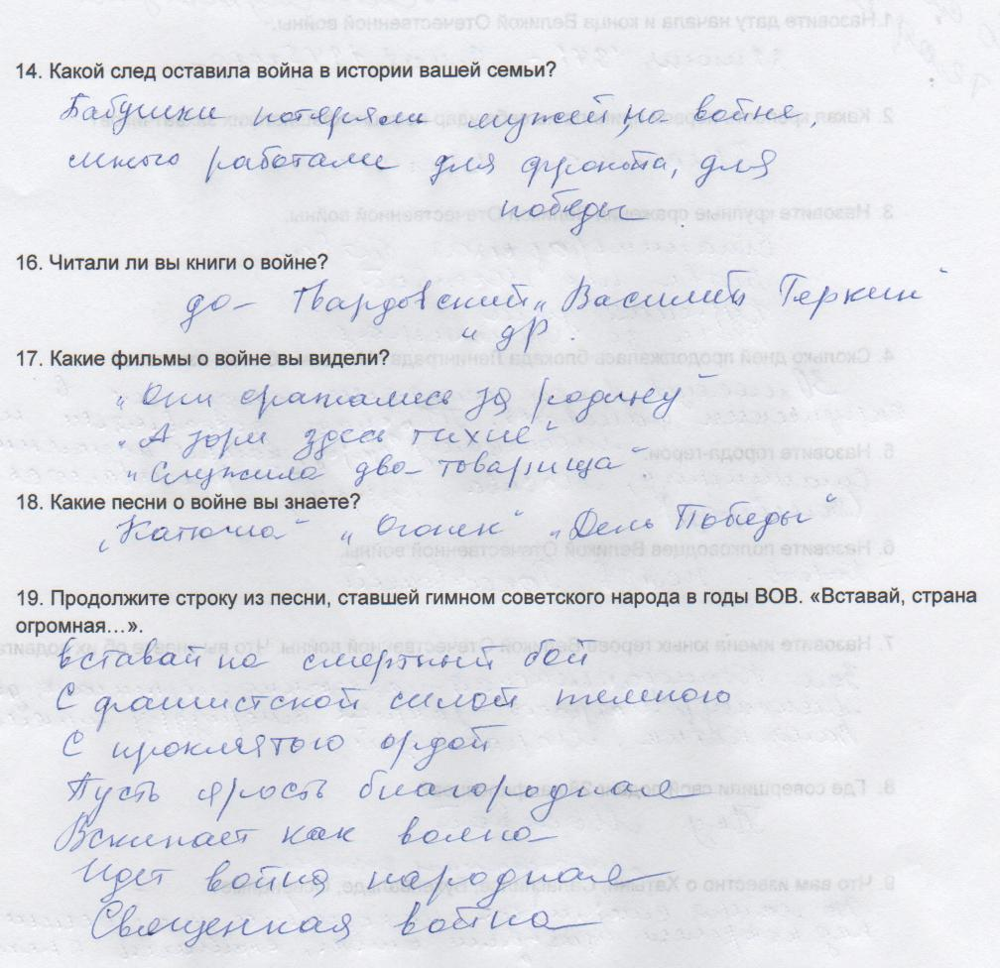 14. Какой след оставила война в истории вашей семьи?
Бабушки потеряли мужей на войне,
много работали для фронта, для
победы.
16. Читали ли вы книги о войне?
да – Твардовский „Василий Теркин“
и др.
17. Какие фильмы о войне вы видели?
„Они сражались за родину“
„А зори здесь тихие“
„Служили два товарища“
18. Какие песни о войне вы знаете?
„Катюша“ „Огонек“ „День Победы“
19. Продолжите строку из песни, ставшей гимном советского народа в годы ВОВ. «Вставай, страна
огромная…».
Вставай на смертный бой
С фашистской силой темною
С проклятою ордой
Пусть ярость благородная
Вскипает как волна
Идет война народная
Священная война